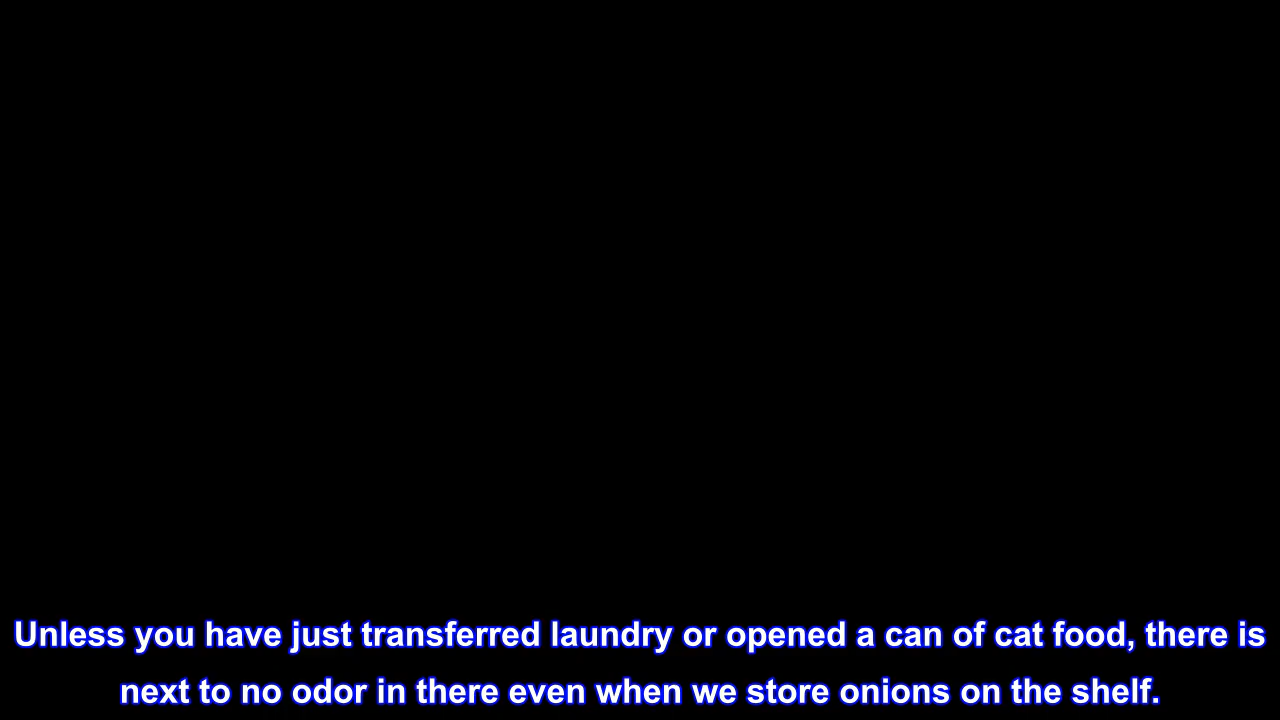 Unless you have just transferred laundry or opened a can of cat food, there is
next to no odor in there even when we store onions on the shelf.